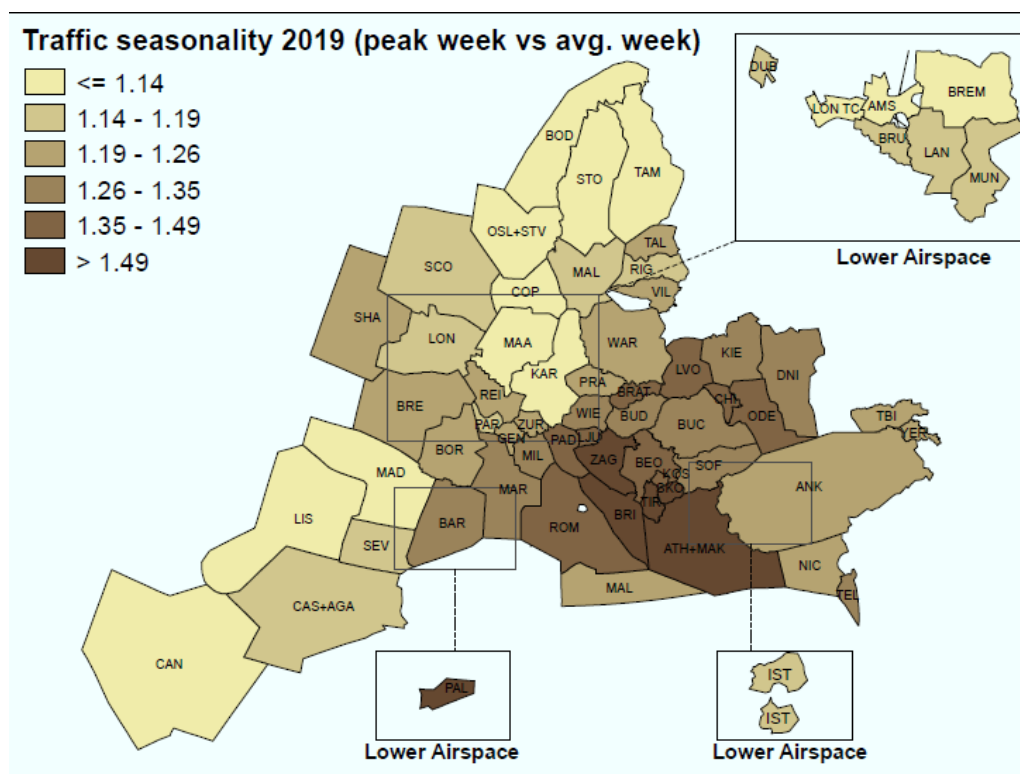 Traffic seasonality 2019 (peak week vs avg. week)
<= 1.14
1.14 - 1.19
1.19 - 1.26
1.26 - 1.35
1.35 - 1.49
> 1.49
DUB
LON TC
AMS
BREM
BRU
LAN
MUN
Lower Airspace
BOD
STO
TAM
OSL+STV
SCO
MAL
TAL
RIG
VIL
COP
SHA
LON
MAA
KAR
WAR
LVO
KIE
DNI
PRA
REI
BRE
BRAT
CHI
ODE
WIE
BUD
BUC
TBI
YER
PAR
ZUR
GEN
PAD
LJU
BOR
MIL
ZAG
BEO
SOF
KOS
MAD
MAR
SKO
ANK
TIR
LIS
BAR
ROM
BRI
ATH+MAK
SEV
NIC
MAL
TEL
CAS+AGA
CAN
PAL
Lower Airspace
IST
IST
Lower Airspace